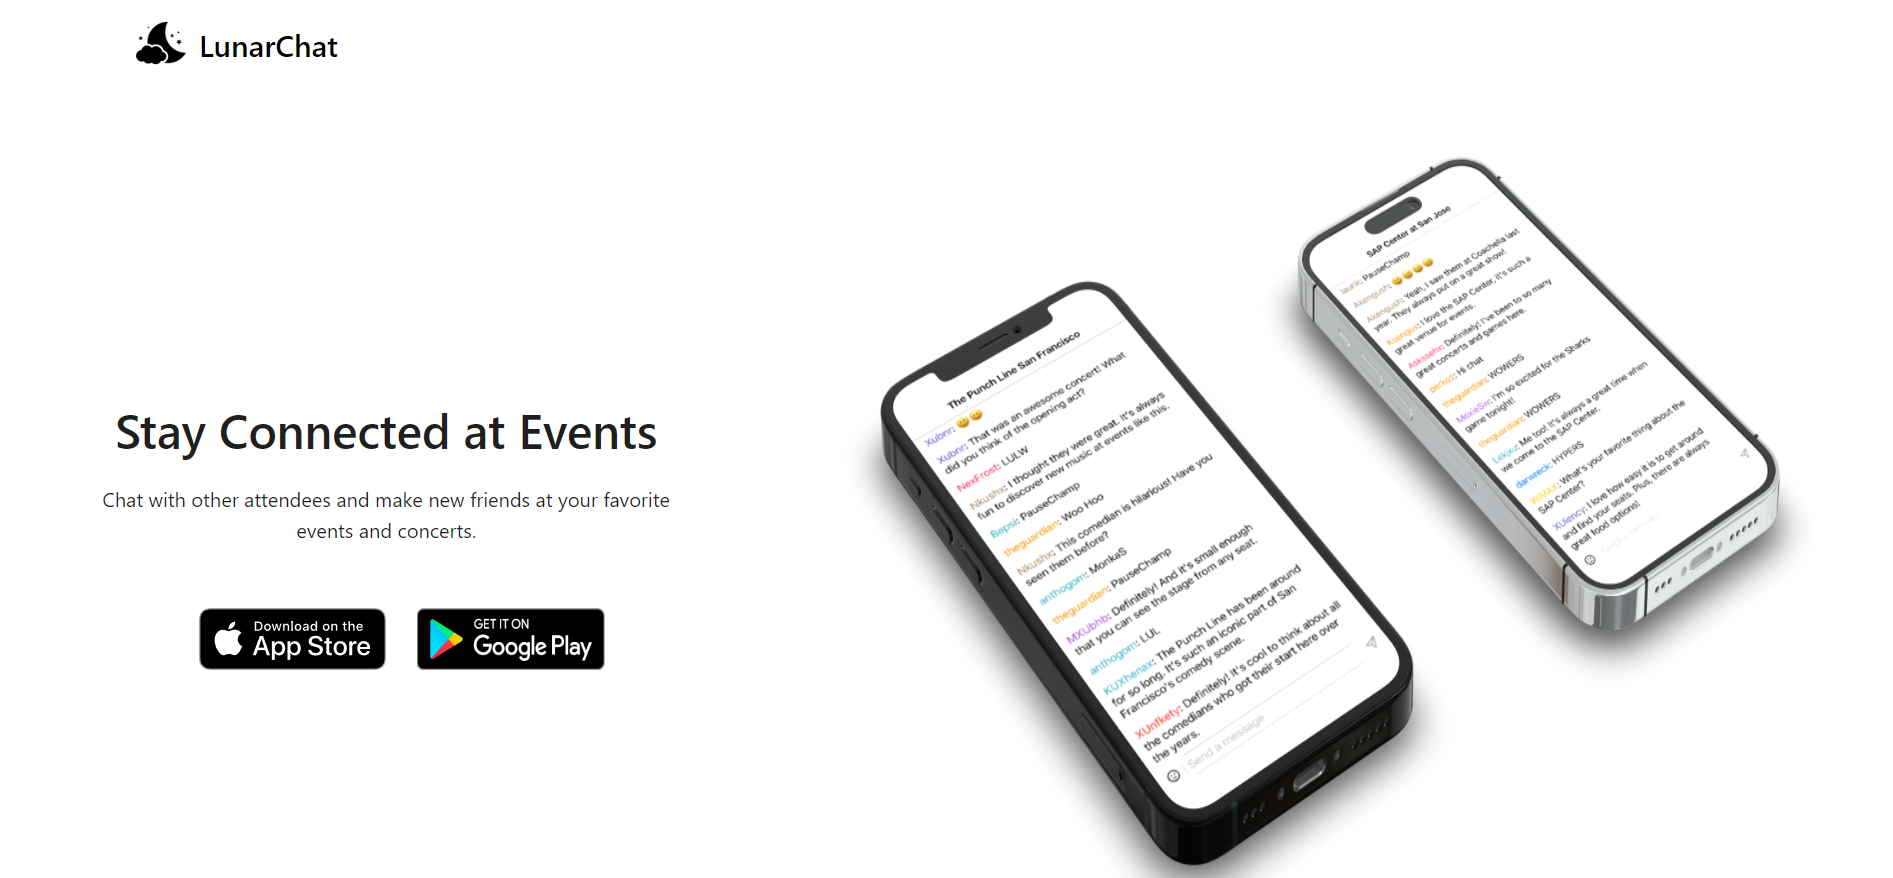 LunarChat
Stay Connected at Events
Chat with other attendees and make new friends at your favorite
events and concerts.
Download on the
App Store
GET IT ON
Google Play
The Punch Line San Francisco
Xubnr: 😀😀
Xubnr: That was an awesome concert! What
did you think of the opening act?
NexFrost: LULW
Nkushx: I thought they were great. It's always
fun to discover new music at events like this.
Bepsi: PauseChamp
theguardian: Woo Hoo
Nkushx: This comedian is hilarious! Have you
seen them before?
anthogom: MonkaS
theguardian: PauseChamp
MXUbhb: Definitely! And it's small enough
that you can see the stage from any seat.
anthogom: LUL
KUXhenax: The Punch Line has been around
for so long. It's such an iconic part of San
Francisco's comedy scene.
XUnfkety: Definitely! It's cool to think about all
the comedians who got their start here over
the years.
Send a message
SAP Center at San Jose
laurik: PauseChamp
Akengush: 😀😀😀😀
Akengush: Yeah, I saw them at Coachella last
year. They always put on a great show!
Ksengux: I love the SAP Center, it's such a
great venue for events.
Askssehx: Definitely! I've been to so many
great concerts and games here.
perkoz: Hi chat
theguardian: WOWERS
MoxieSw: I'm so excited for the Sharks
game tonight!
theguardian: WOWERS
Lekjxu: Me too! It's always a great time when
we come to the SAP Center.
darwreck: HYPERS
WiMAX: What's your favorite thing about the
SAP Center?
XUiency: I love how easy it is to get around
and find your seats. Plus, there are always
great food options!
Send a message